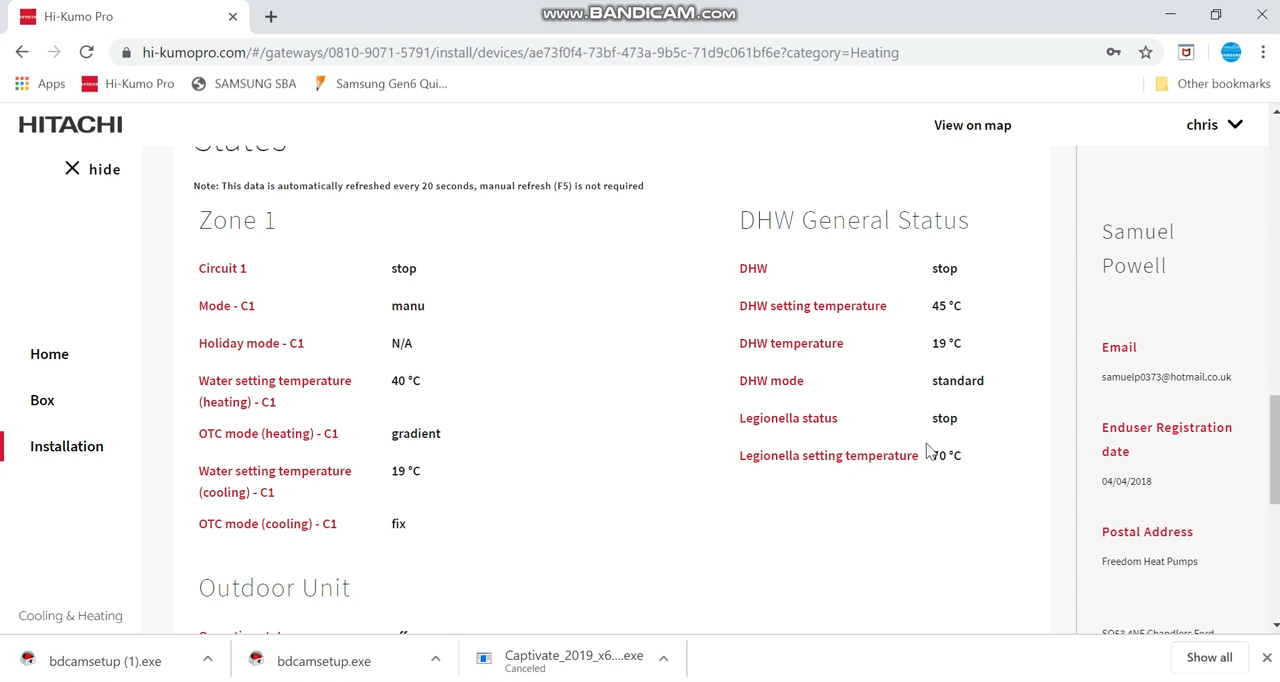 Hi-Kumo Pro
www.BANDICAM.com
hi-kumopro.com/#/gateways/0810-9071-5791/install/devices/ae73f0f4-73bf-473a-9b5c-71d9c061bf6e?category=Heating
Apps
Hi-Kumo Pro
SAMSUNG SBA
Samsung Gen6 Qui...
Other bookmarks
HITACHI
View on map
chris
hide
Home
Box
Installation
Cooling & Heating
States
Note: This data is automatically refreshed every 20 seconds, manual refresh (F5) is not required
Zone 1
Circuit 1 stop
Mode - C1 manu
Holiday mode - C1 N/A
Water setting temperature 40 °C
(heating) - C1
OTC mode (heating) - C1 gradient
Water setting temperature 19 °C
(cooling) - C1
OTC mode (cooling) - C1 fix
Outdoor Unit
DHW General Status
DHW stop
DHW setting temperature 45 °C
DHW temperature 19 °C
DHW mode standard
Legionella status stop
Legionella setting temperature 70 °C
Samuel
Powell
Email
samuelp0373@hotmail.co.uk
Enduser Registration
date
04/04/2018
Postal Address
Freedom Heat Pumps
SO53 4NF Chandlers Ford
bdcamsetup (1).exe
bdcamsetup.exe
Captivate_2019_x6....exe
Canceled
Show all